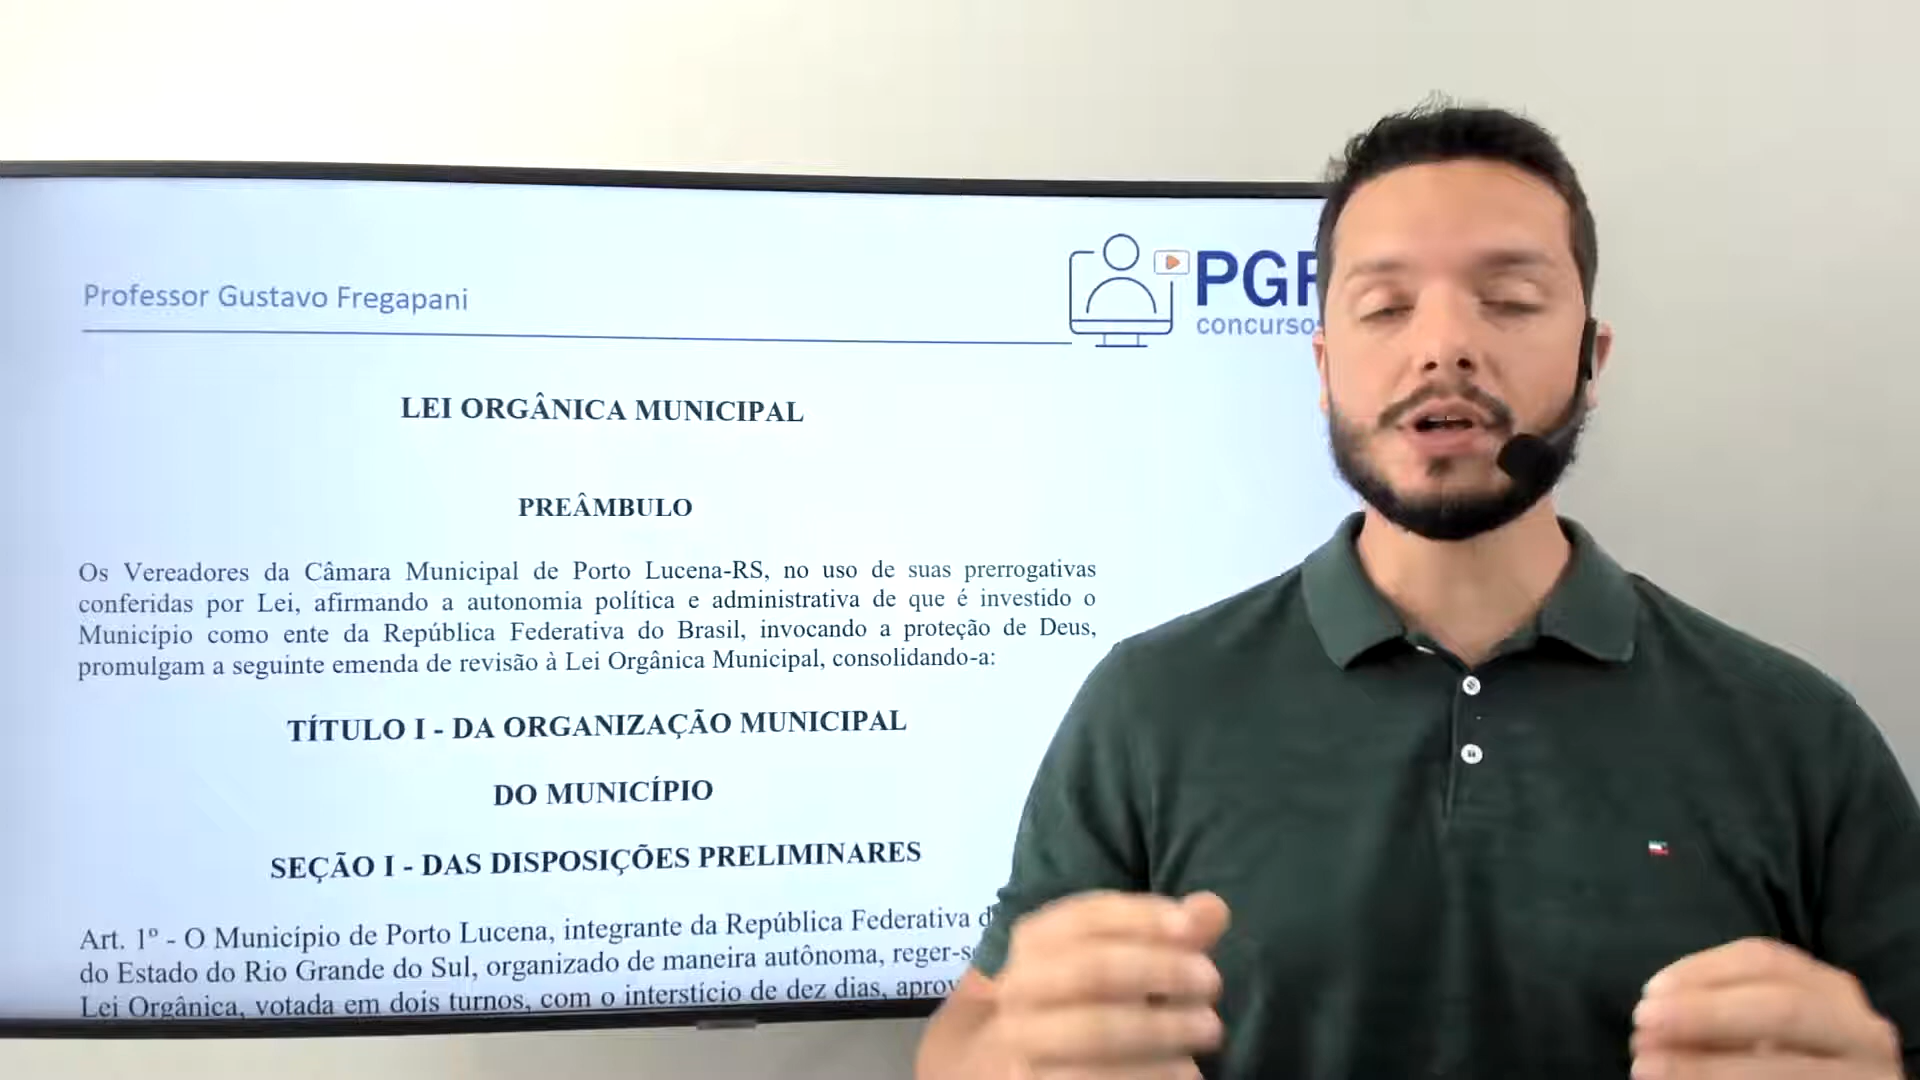 Professor Gustavo Fregapani
PGF
concurso
LEI ORGÂNICA MUNICIPAL
PREÂMBULO
Os Vereadores da Câmara Municipal de Porto Lucena-RS, no uso de suas prerrogativas
conferidas por Lei, afirmando a autonomia política e administrativa de que é investido o
Município como ente da República Federativa do Brasil, invocando a proteção de Deus,
promulgam a seguinte emenda de revisão à Lei Orgânica Municipal, consolidando-a:
TÍTULO I - DA ORGANIZAÇÃO MUNICIPAL
DO MUNICÍPIO
SEÇÃO I - DAS DISPOSIÇÕES PRELIMINARES
Art. 1º - O Município de Porto Lucena, integrante da República Federativa
do Estado do Rio Grande do Sul, organizado de maneira autônoma,
Lei Orgânica, votada em dois turnos, com o interstício de dez dias,